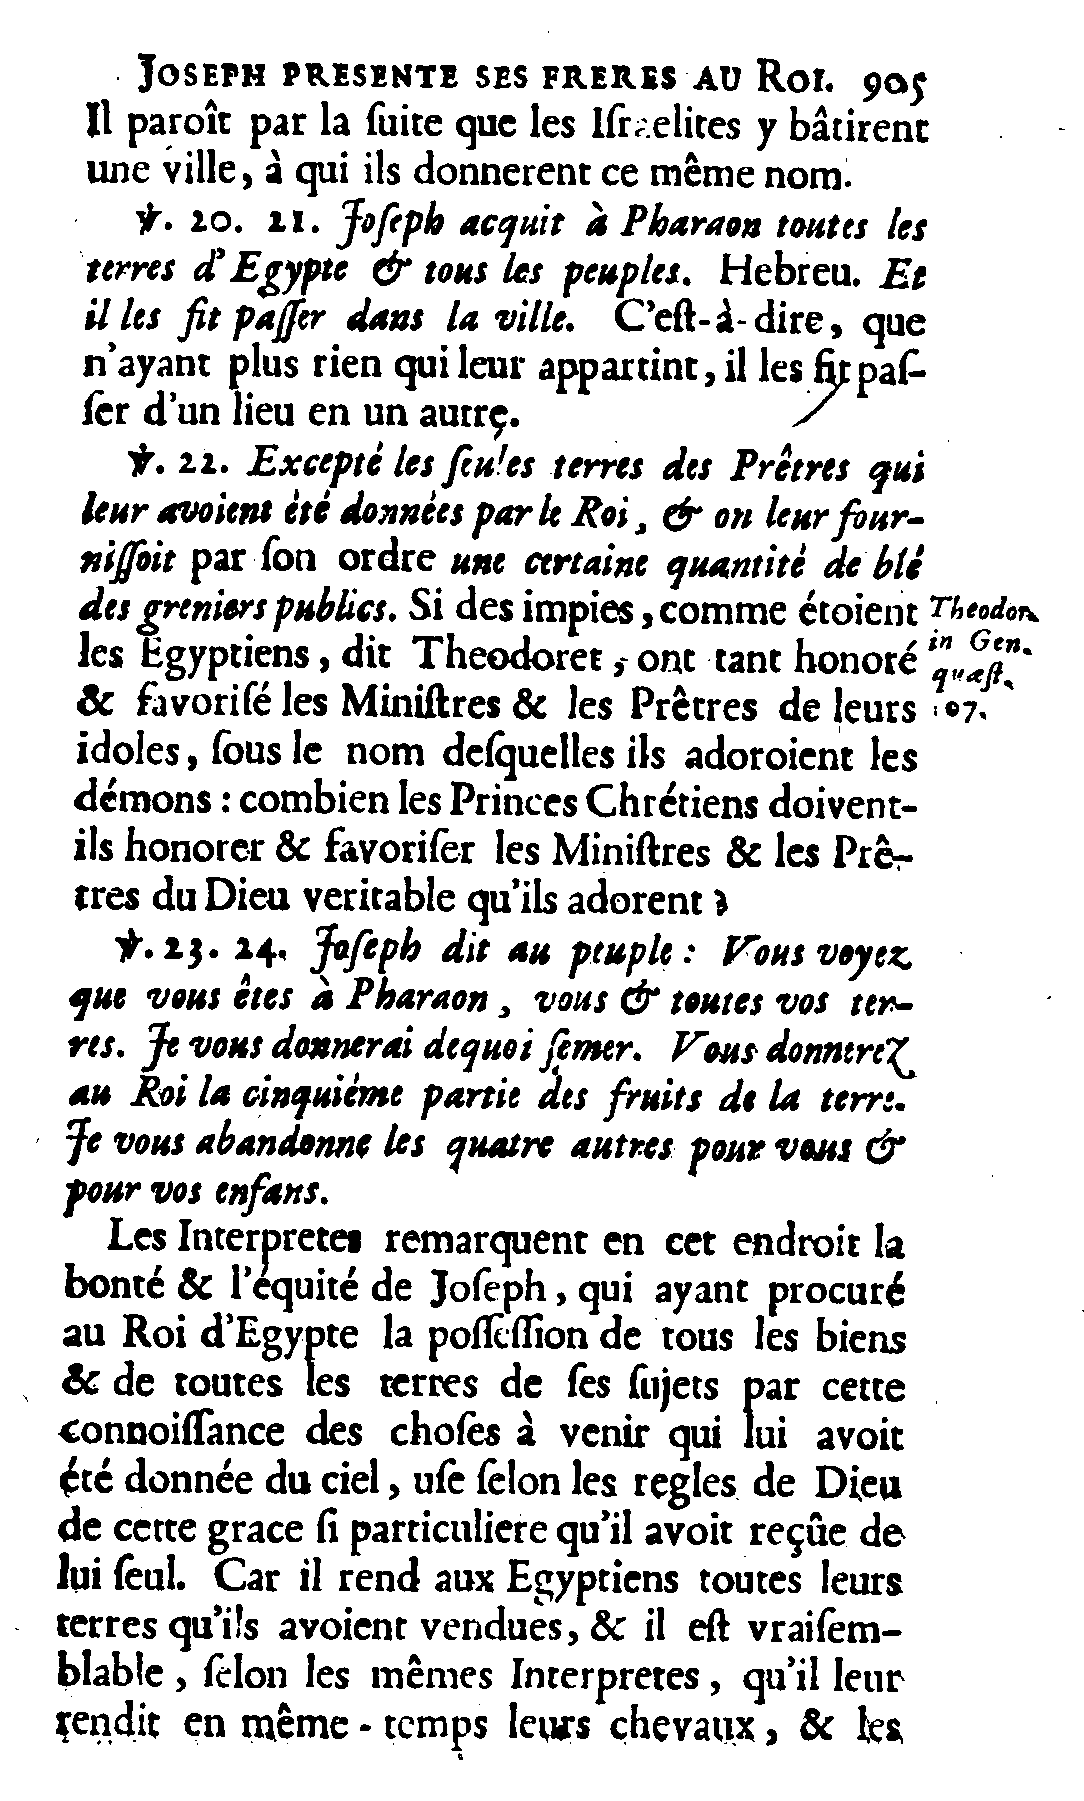 JOSEPH PRESENTE SES FRERES AU ROI. 905
Il paroît par la ſuite que les Iſraelites y bâtirent
une ville, à qui ils donnerent ce même nom.
℣. 20. 21. Joſeph acquit à Pharaon toutes les
terres d'Egypte & tous les peuples. Hebreu. Et
il les fit paſſer dans la ville. C'eſt-à-dire, que
n'ayant plus rien qui leur appartint, il les fit paſ-
ſer d'un lieu en un autre.
℣. 22. Excepté les ſeules terres des Prêtres qui
leur avoient été données par le Roi, & on leur four-
niſſoit par ſon ordre une certaine quantité de blé
des greniers publics. Si des impies, comme étoient
les Egyptiens, dit Theodoret, ont tant honoré
& favoriſé les Miniſtres & les Prêtres de leurs
idoles, ſous le nom deſquelles ils adoroient les
démons : combien les Princes Chrétiens doivent-
ils honorer & favoriſer les Miniſtres & les Prê-
tres du Dieu veritable qu'ils adorent ?
Theodor.
in Gen.
quæſt.
107.
℣. 23. 24. Joſeph dit au peuple : Vous voyez
que vous êtes à Pharaon, vous & toutes vos ter-
res. Je vous donnerai dequoi ſemer. Vous donnerez
au Roi la cinquiéme partie des fruits de la terre.
Je vous abandonne les quatre autres pour vous &
pour vos enfans.
Les Interpretes remarquent en cet endroit la
bonté & l'équité de Joſeph, qui ayant procuré
au Roi d'Egypte la poſſeſſion de tous les biens
& de toutes les terres de ſes ſujets par cette
connoiſſance des choſes à venir qui lui avoit
été donnée du ciel, uſe ſelon les regles de Dieu
de cette grace ſi particuliere qu'il avoit reçûe de
lui ſeul. Car il rend aux Egyptiens toutes leurs
terres qu'ils avoient vendues, & il eſt vraiſem-
blable, ſelon les mêmes Interpretes, qu'il leur
rendit en même-temps leurs chevaux, & les